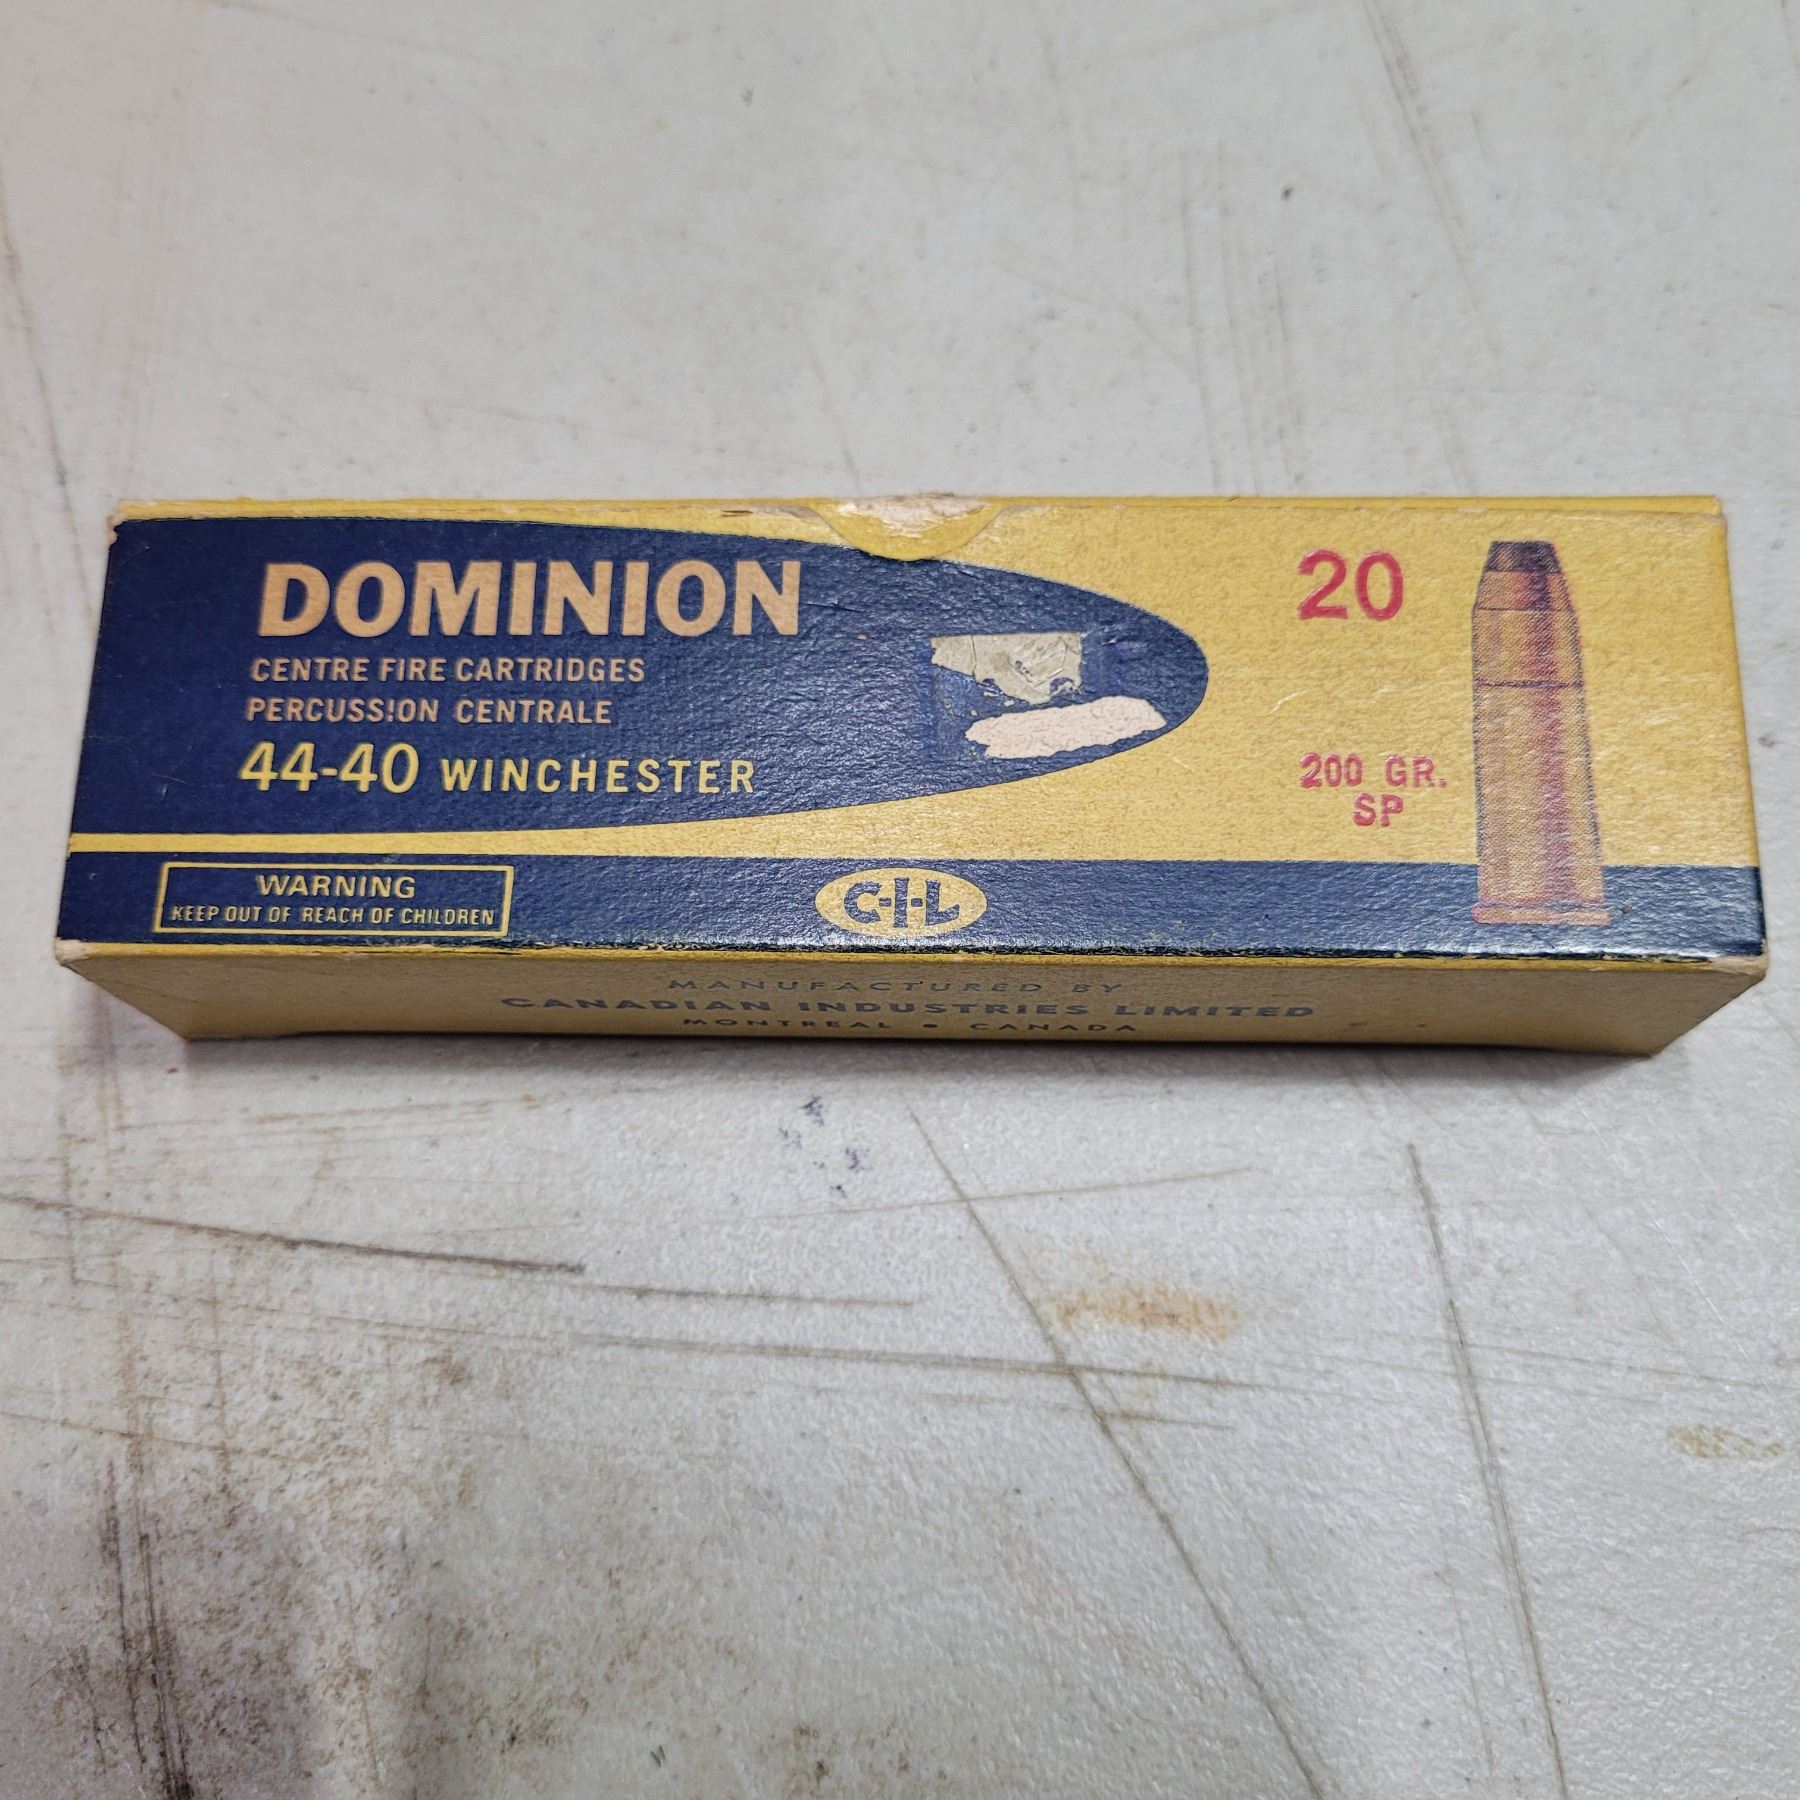 DOMINION
CENTRE FIRE CARTRIDGES
PERCUSSION CENTRALE
44-40 WINCHESTER
20
200 GR.
SP
WARNING
KEEP OUT OF REACH OF CHILDREN
C-I-L
MANUFACTURED BY
CANADIAN INDUSTRIES LIMITED
MONTREAL • CANADA